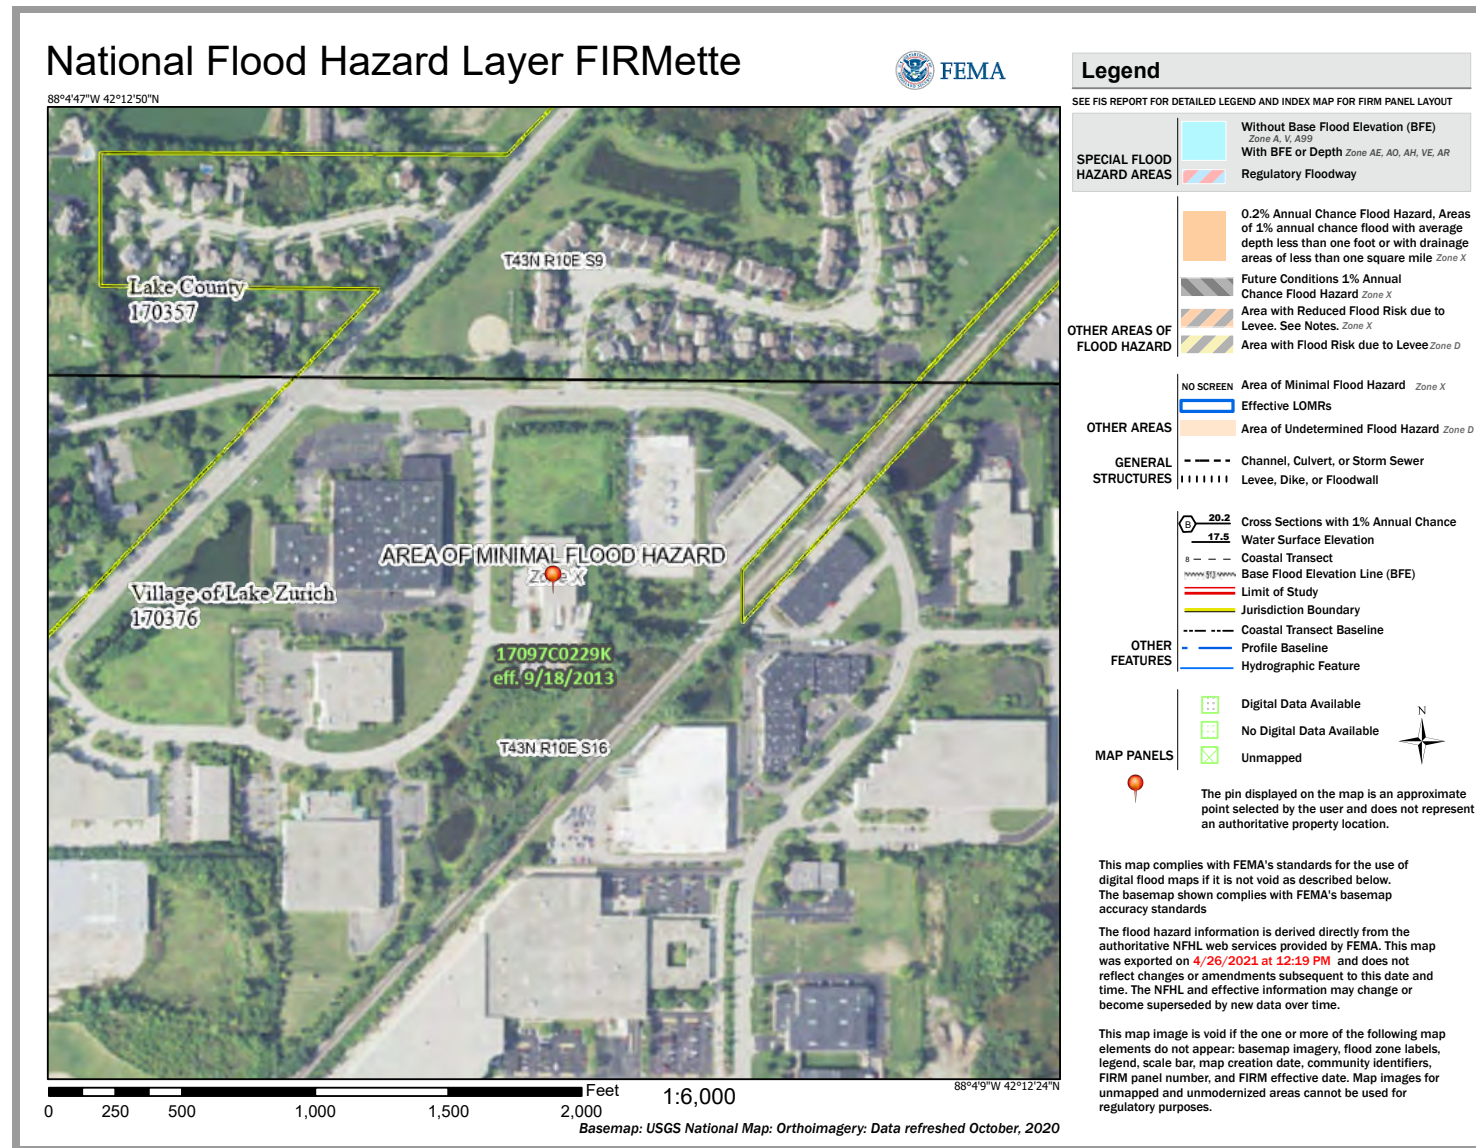 National Flood Hazard Layer FIRMette
FEMA
88°4'47"W 42°12'50"N
T43N R10E S9
Lake County
170357
AREA OF MINIMAL FLOOD HAZARD
Zone X
Village of Lake Zurich
170376
17097C0229K
eff. 9/18/2013
T43N R10E S16
88°4'9"W 42°12'24"N
Feet
1:6,000
0 250 500 1,000 1,500 2,000
Basemap: USGS National Map: Orthoimagery: Data refreshed October, 2020
Legend
SEE FIS REPORT FOR DETAILED LEGEND AND INDEX MAP FOR FIRM PANEL LAYOUT
SPECIAL FLOOD
HAZARD AREAS
Without Base Flood Elevation (BFE)
Zone A, V, A99
With BFE or Depth Zone AE, AO, AH, VE, AR
Regulatory Floodway
OTHER AREAS OF
FLOOD HAZARD
0.2% Annual Chance Flood Hazard, Areas
of 1% annual chance flood with average
depth less than one foot or with drainage
areas of less than one square mile Zone X
Future Conditions 1% Annual
Chance Flood Hazard Zone X
Area with Reduced Flood Risk due to
Levee. See Notes. Zone X
Area with Flood Risk due to Levee Zone D
OTHER AREAS
NO SCREEN Area of Minimal Flood Hazard Zone X
Effective LOMRs
Area of Undetermined Flood Hazard Zone D
GENERAL
STRUCTURES
Channel, Culvert, or Storm Sewer
Levee, Dike, or Floodwall
OTHER
FEATURES
B 20.2 Cross Sections with 1% Annual Chance
17.5 Water Surface Elevation
8 Coastal Transect
513 Base Flood Elevation Line (BFE)
Limit of Study
Jurisdiction Boundary
Coastal Transect Baseline
Profile Baseline
Hydrographic Feature
MAP PANELS
Digital Data Available
No Digital Data Available
Unmapped
N
The pin displayed on the map is an approximate
point selected by the user and does not represent
an authoritative property location.
This map complies with FEMA's standards for the use of
digital flood maps if it is not void as described below.
The basemap shown complies with FEMA's basemap
accuracy standards
The flood hazard information is derived directly from the
authoritative NFHL web services provided by FEMA. This map
was exported on 4/26/2021 at 12:19 PM and does not
reflect changes or amendments subsequent to this date and
time. The NFHL and effective information may change or
become superseded by new data over time.
This map image is void if the one or more of the following map
elements do not appear: basemap imagery, flood zone labels,
legend, scale bar, map creation date, community identifiers,
FIRM panel number, and FIRM effective date. Map images for
unmapped and unmodernized areas cannot be used for
regulatory purposes.